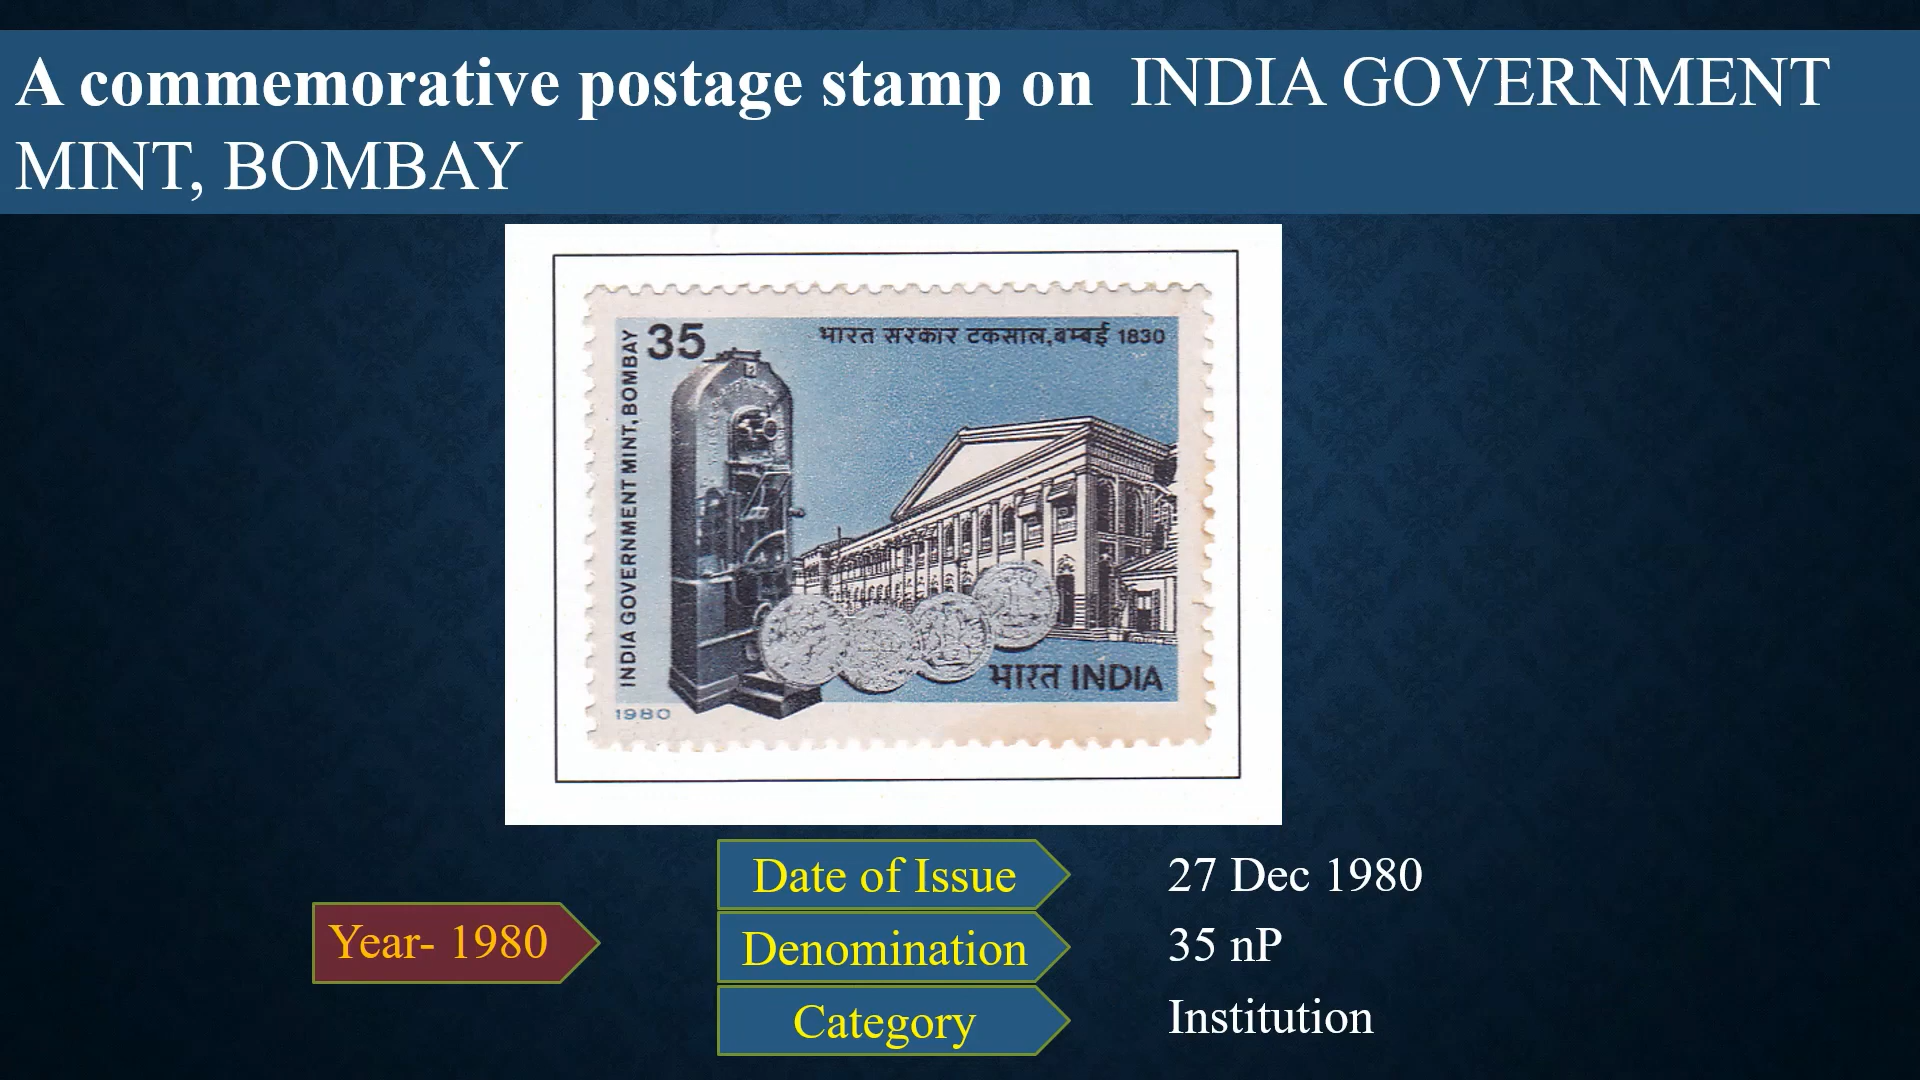 A commemorative postage stamp on INDIA GOVERNMENT
MINT, BOMBAY
35
भारत सरकार टकसाल,बम्बई 1830
INDIA GOVERNMENT MINT, BOMBAY
भारत INDIA
1980
Year- 1980
Date of Issue 27 Dec 1980
Denomination 35 nP
Category Institution